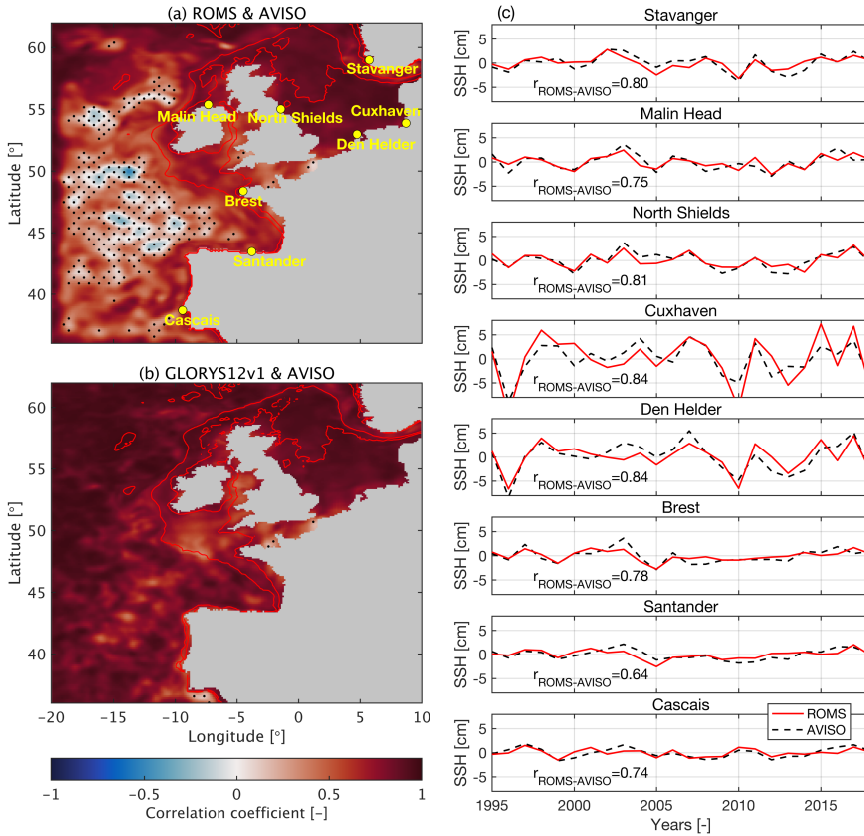 (a) ROMS & AVISO
60
55
50
45
40
Latitude [°]
Stavanger
Malin Head
North Shields
Cuxhaven
Den Helder
Brest
Santander
Cascais
(b) GLORYS12v1 & AVISO
60
55
50
45
40
Latitude [°]
-20 -15 -10 -5 0 5 10
Longitude [°]
-1 -0.5 0 0.5 1
Correlation coefficient [-]
(c)
Stavanger
SSH [cm]
5
0
-5
rROMS-AVISO=0.80
Malin Head
SSH [cm]
5
0
-5
rROMS-AVISO=0.75
North Shields
SSH [cm]
5
0
-5
rROMS-AVISO=0.81
Cuxhaven
SSH [cm]
5
0
-5
rROMS-AVISO=0.84
Den Helder
SSH [cm]
5
0
-5
rROMS-AVISO=0.84
Brest
SSH [cm]
5
0
-5
rROMS-AVISO=0.78
Santander
SSH [cm]
5
0
-5
rROMS-AVISO=0.64
Cascais
SSH [cm]
5
0
-5
rROMS-AVISO=0.74
ROMS
AVISO
1995 2000 2005 2010 2015
Years [-]